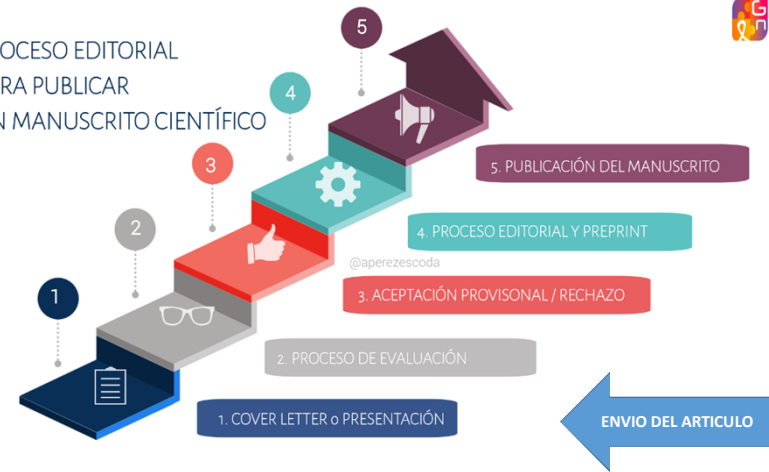 OCESO EDITORIAL
RA PUBLICAR
N MANUSCRITO CIENTÍFICO
5
4
3
2
1
5. PUBLICACIÓN DEL MANUSCRITO
4. PROCESO EDITORIAL Y PREPRINT
@aperezescoda
3. ACEPTACIÓN PROVISONAL / RECHAZO
2. PROCESO DE EVALUACIÓN
1. COVER LETTER o PRESENTACIÓN
ENVIO DEL ARTICULO